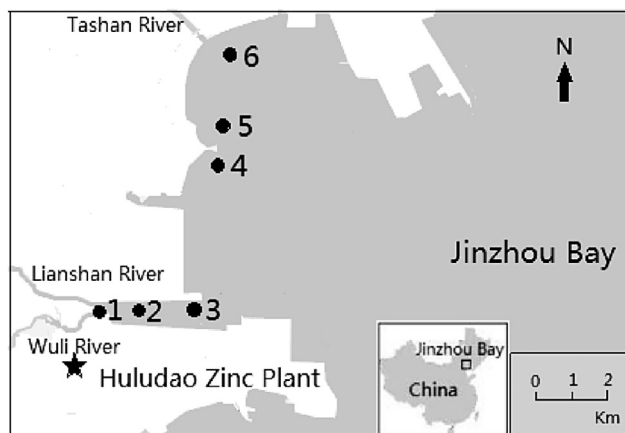 Tashan River
6
N
5
4
Jinzhou Bay
Lianshan River
1 2 3
Wuli River
Huludao Zinc Plant
Jinzhou Bay
China
0 1 2
Km